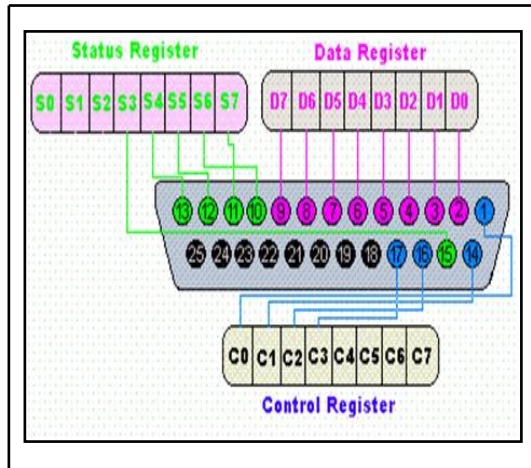 Status Register Data Register
S0 S1 S2 S3 S4 S5 S6 S7 D7 D6 D5 D4 D3 D2 D1 D0
13 12 11 10 9 8 7 6 5 4 3 2 1
25 24 23 22 21 20 19 18 17 16 15 14
C0 C1 C2 C3 C4 C5 C6 C7
Control Register